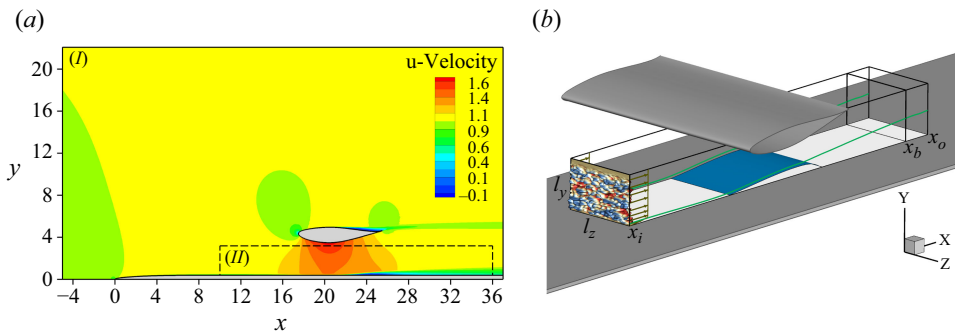 (a)
(b)
(I)
u-Velocity
1.6
1.4
1.1
0.9
0.6
0.4
0.1
−0.1
20
16
12
8
4
0
y
(II)
−4 0 4 8 12 16 20 24 28 32 36
x
l_y
l_z
x_i
x_b
x_o
Y
X
Z